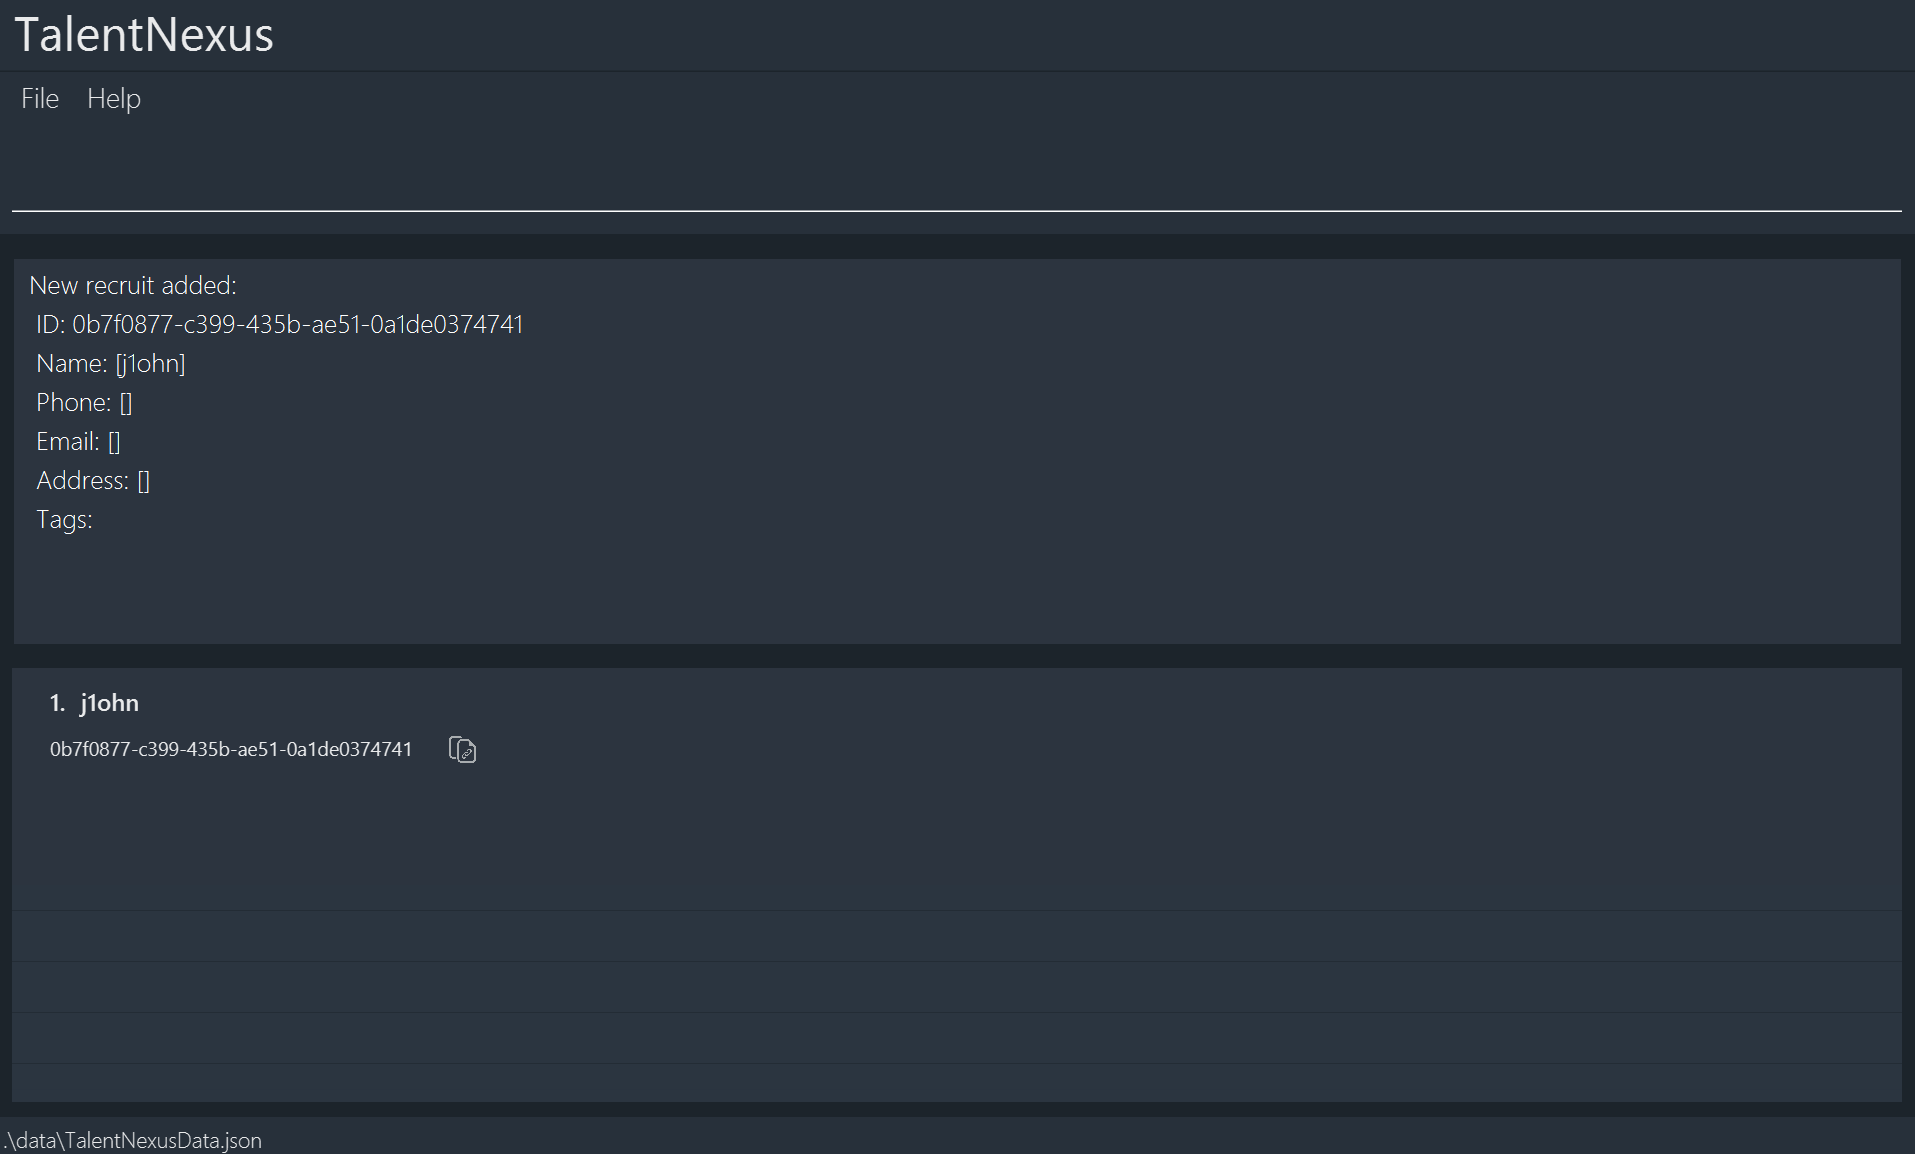 TalentNexus
File Help
New recruit added:
ID: 0b7f0877-c399-435b-ae51-0a1de0374741
Name: [j1ohn]
Phone: []
Email: []
Address: []
Tags:
1. j1ohn
0b7f0877-c399-435b-ae51-0a1de0374741
.\data\TalentNexusData.json